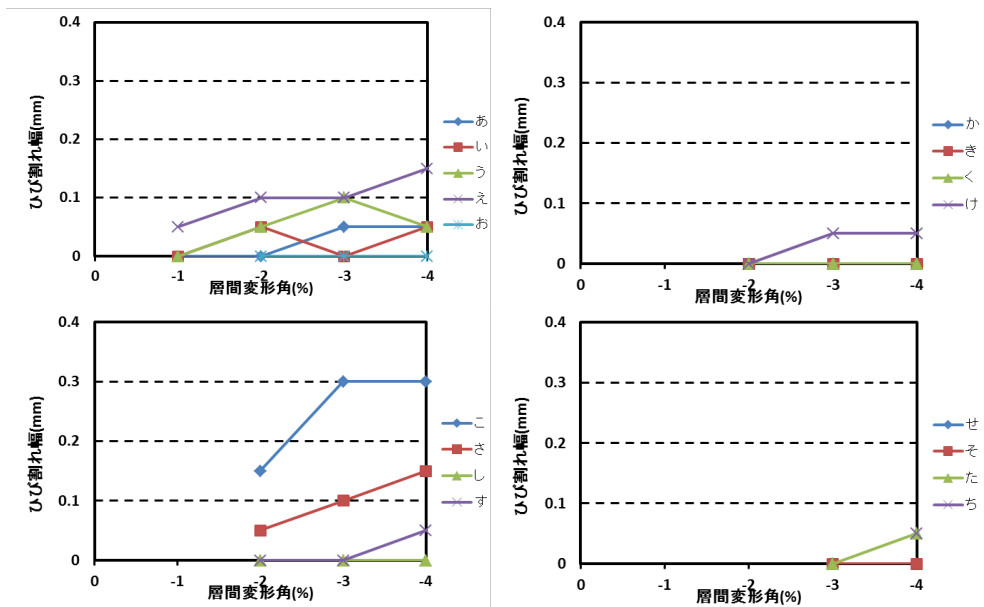 ひび割れ幅(mm)
0.4
0.3
0.2
0.1
0
0 -1 -2 -3 -4
層間変形角(%)
あ
い
う
え
お
ひび割れ幅(mm)
0.4
0.3
0.2
0.1
0
0 -1 -2 -3 -4
層間変形角(%)
か
き
く
け
ひび割れ幅(mm)
0.4
0.3
0.2
0.1
0
0 -1 -2 -3 -4
層間変形角(%)
こ
さ
し
す
ひび割れ幅(mm)
0.4
0.3
0.2
0.1
0
0 -1 -2 -3 -4
層間変形角(%)
せ
そ
た
ち